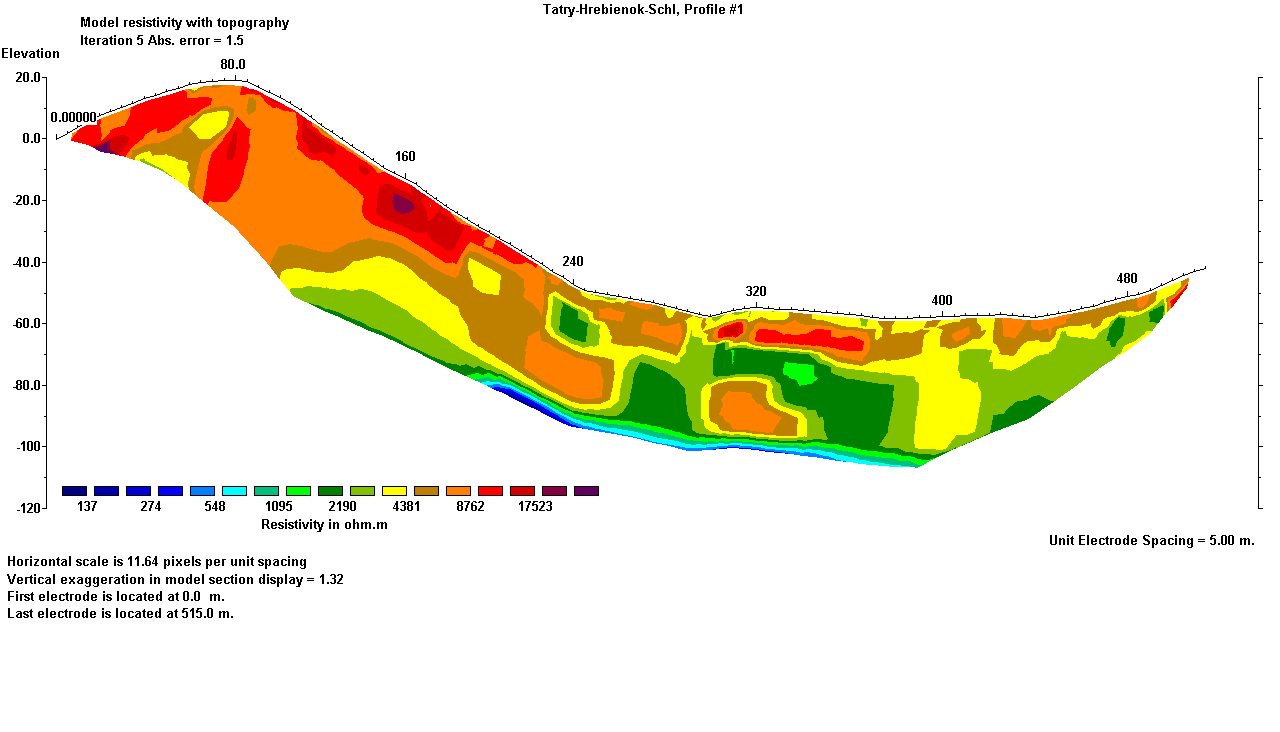 Tatry-Hrebienok-Schl, Profile #1
Model resistivity with topography
Iteration 5 Abs. error = 1.5
Elevation
20.0
0.0
-20.0
-40.0
-60.0
-80.0
-100
-120
0.00000
80.0
160
240
320
400
480
137 274 548 1095 2190 4381 8762 17523
Resistivity in ohm.m
Unit Electrode Spacing = 5.00 m.
Horizontal scale is 11.64 pixels per unit spacing
Vertical exaggeration in model section display = 1.32
First electrode is located at 0.0 m.
Last electrode is located at 515.0 m.